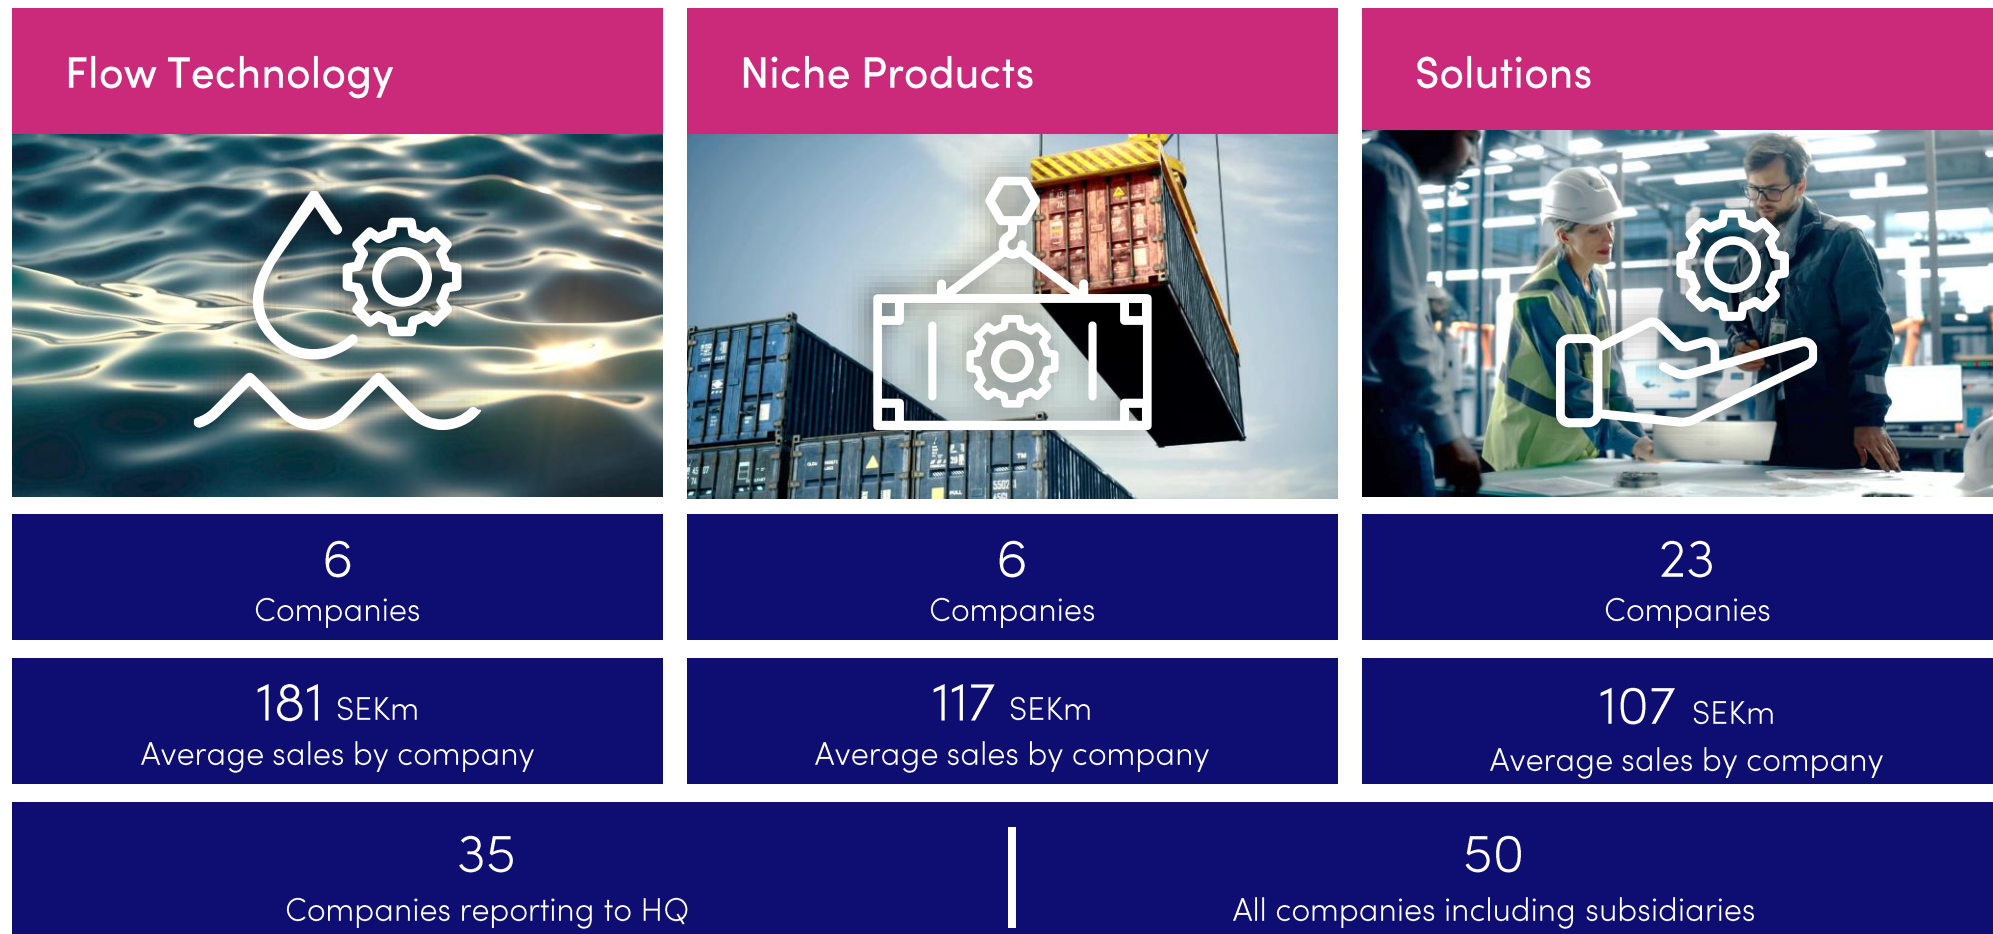 Flow Technology
Niche Products
Solutions
6
Companies
6
Companies
23
Companies
181 SEKm
Average sales by company
117 SEKm
Average sales by company
107 SEKm
Average sales by company
35
Companies reporting to HQ
50
All companies including subsidiaries